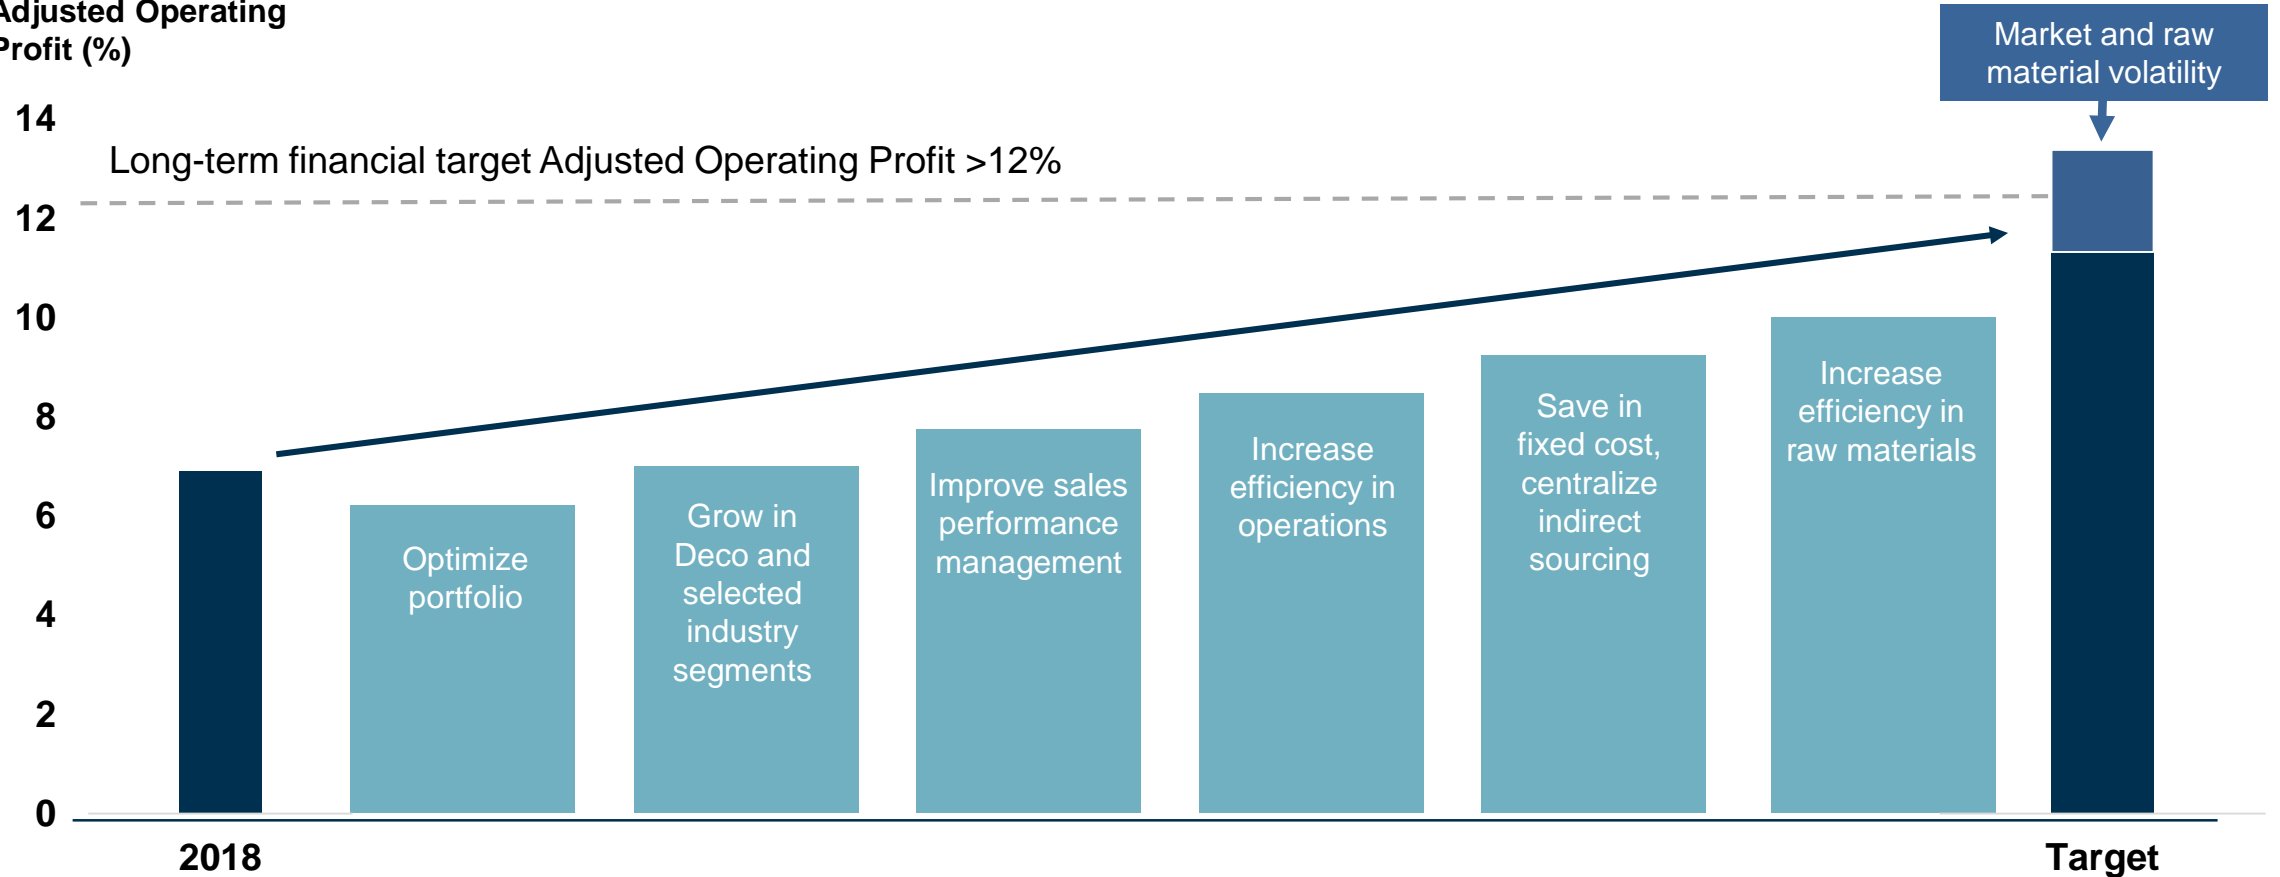 Adjusted Operating
Profit (%)
Market and raw
material volatility
14
Long-term financial target Adjusted Operating Profit >12%
12
10
8
6
4
2
0
Optimize
portfolio
Grow in
Deco and
selected
industry
segments
Improve sales
performance
management
Increase
efficiency in
operations
Save in
fixed cost,
centralize
indirect
sourcing
Increase
efficiency in
raw materials
2018
Target